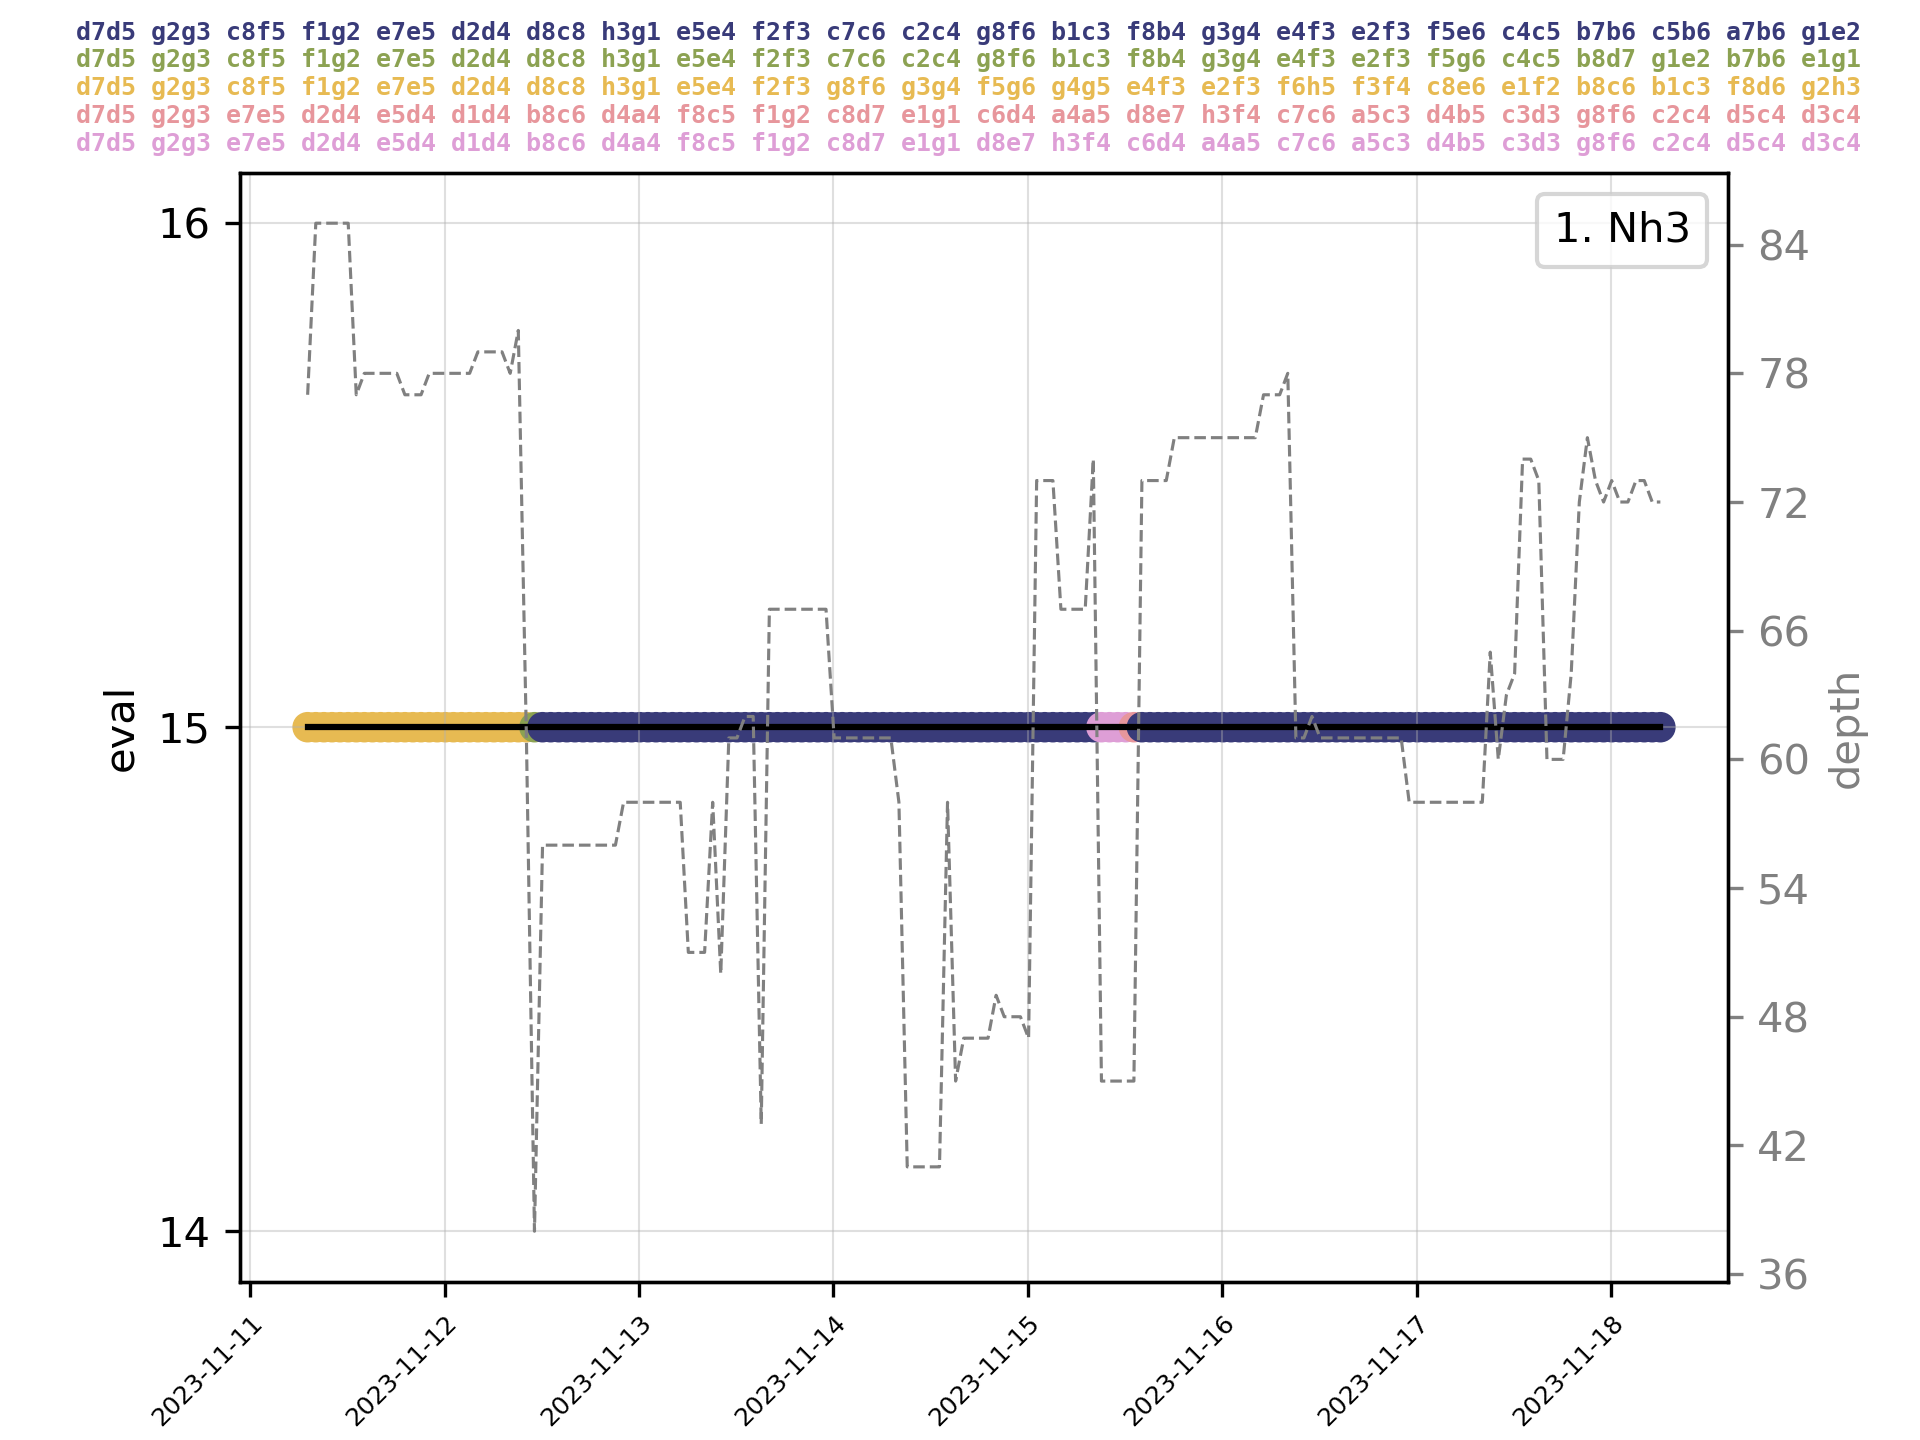 d7d5 g2g3 c8f5 f1g2 e7e5 d2d4 d8c8 h3g1 e5e4 f2f3 c7c6 c2c4 g8f6 b1c3 f8b4 g3g4 e4f3 e2f3 f5e6 c4c5 b7b6 c5b6 a7b6 g1e2
d7d5 g2g3 c8f5 f1g2 e7e5 d2d4 d8c8 h3g1 e5e4 f2f3 c7c6 c2c4 g8f6 b1c3 f8b4 g3g4 e4f3 e2f3 f5g6 c4c5 b8d7 g1e2 b7b6 e1g1
d7d5 g2g3 c8f5 f1g2 e7e5 d2d4 d8c8 h3g1 e5e4 f2f3 g8f6 g3g4 f5g6 g4g5 e4f3 e2f3 f6h5 f3f4 c8e6 e1f2 b8c6 b1c3 f8d6 g2h3
d7d5 g2g3 e7e5 d2d4 e5d4 d1d4 b8c6 d4a4 f8c5 f1g2 c8d7 e1g1 c6d4 a4a5 d8e7 h3f4 c7c6 a5c3 d4b5 c3d3 g8f6 c2c4 d5c4 d3c4
d7d5 g2g3 e7e5 d2d4 e5d4 d1d4 b8c6 d4a4 f8c5 f1g2 c8d7 e1g1 d8e7 h3f4 c6d4 a4a5 c7c6 a5c3 d4b5 c3d3 g8f6 c2c4 d5c4 d3c4
1. Nh3
16
15
14
eval
84
78
72
66
60
54
48
42
36
depth
2023-11-11
2023-11-12
2023-11-13
2023-11-14
2023-11-15
2023-11-16
2023-11-17
2023-11-18